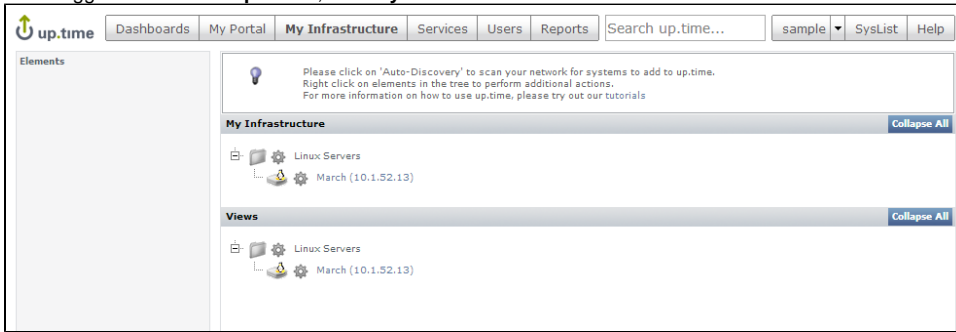 up.time Dashboards My Portal My Infrastructure Services Users Reports Search up.time... sample SysList Help
Elements
Please click on 'Auto-Discovery' to scan your network for systems to add to up.time.
Right click on elements in the tree to perform additional actions.
For more information on how to use up.time, please try out our tutorials
My Infrastructure Collapse All
Linux Servers
March (10.1.52.13)
Views Collapse All
Linux Servers
March (10.1.52.13)